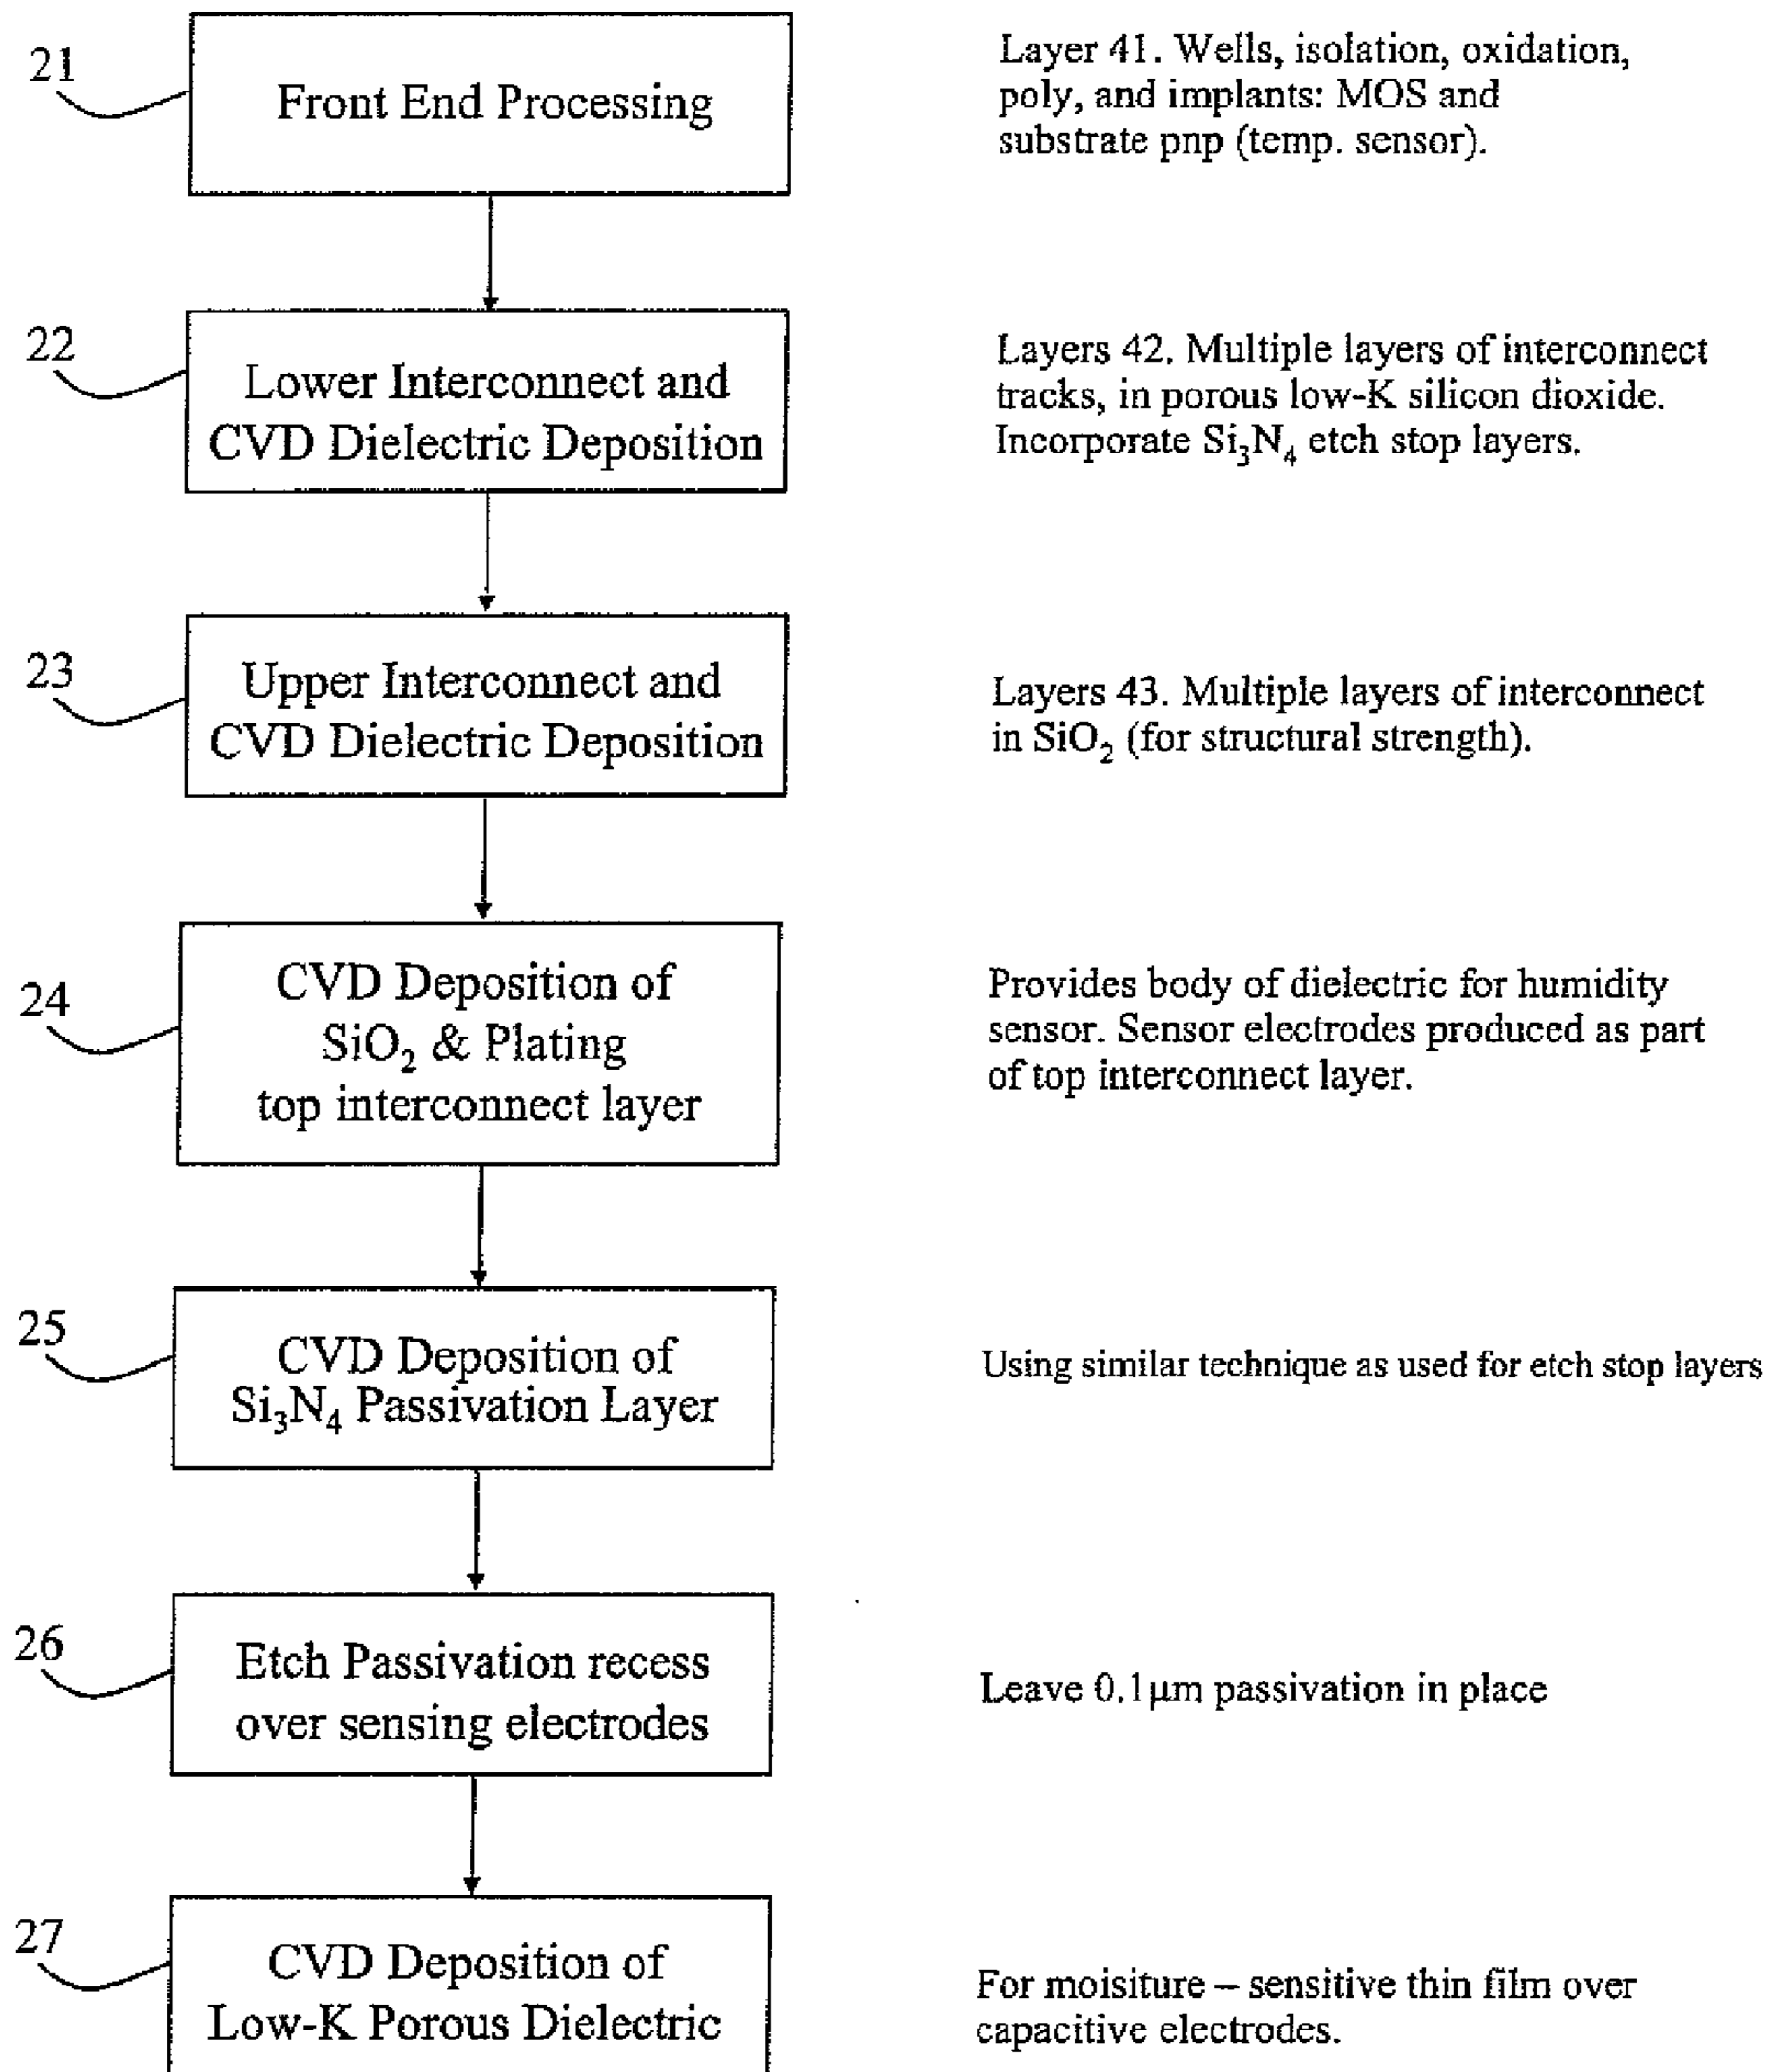 21
Front End Processing
Layer 41. Wells, isolation, oxidation,
poly, and implants: MOS and
substrate pnp (temp. sensor).
22
Lower Interconnect and
CVD Dielectric Deposition
Layers 42. Multiple layers of interconnect
tracks, in porous low-K silicon dioxide.
Incorporate Si₃N₄ etch stop layers.
23
Upper Interconnect and
CVD Dielectric Deposition
Layers 43. Multiple layers of interconnect
in SiO₂ (for structural strength).
24
CVD Deposition of
SiO₂ & Plating
top interconnect layer
Provides body of dielectric for humidity
sensor. Sensor electrodes produced as part
of top interconnect layer.
25
CVD Deposition of
Si₃N₄ Passivation Layer
Using similar technique as used for etch stop layers
26
Etch Passivation recess
over sensing electrodes
Leave 0.1µm passivation in place
27
CVD Deposition of
Low-K Porous Dielectric
For moisiture – sensitive thin film over
capacitive electrodes.